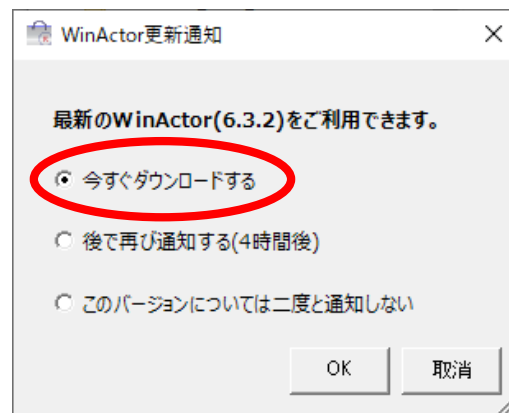 WinActor更新通知
最新のWinActor(6.3.2)をご利用できます。
今すぐダウンロードする
後で再び通知する(4時間後)
このバージョンについては二度と通知しない
OK 取消